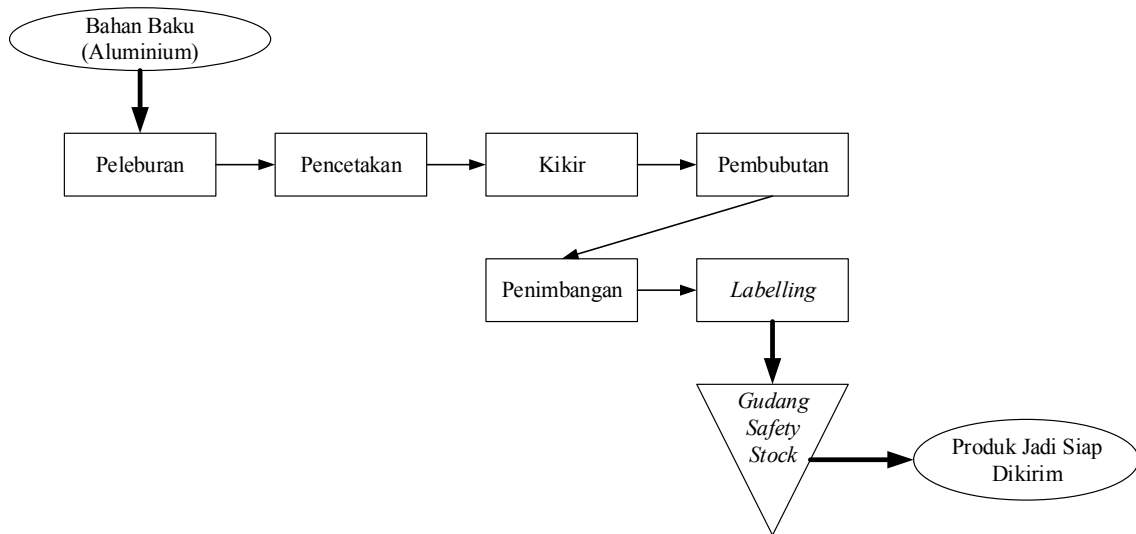 Bahan Baku
(Aluminium)
Peleburan
Pencetakan
Kikir
Pembubutan
Penimbangan
Labelling
Gudang
Safety
Stock
Produk Jadi Siap
Dikirim